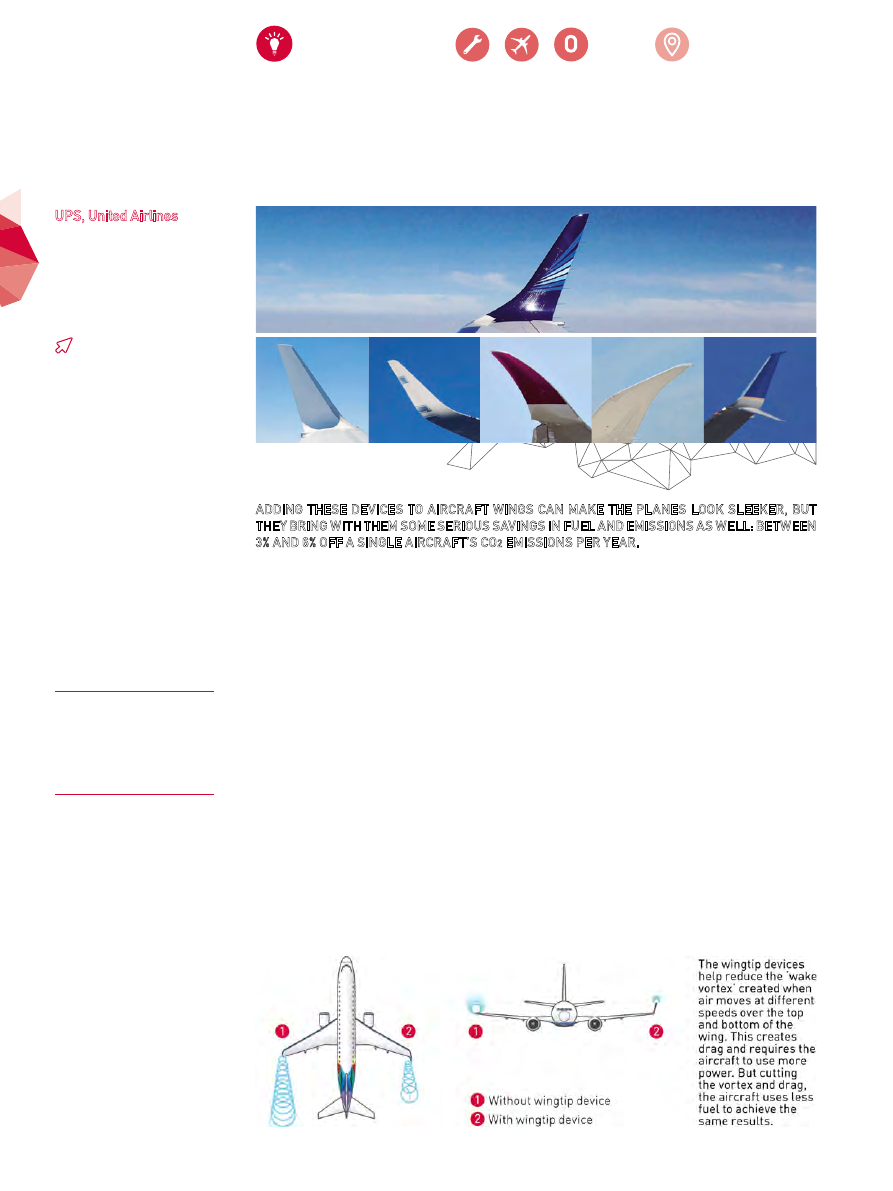 0
UPS, United Airlines
ADDING THESE DEVICES TO AIRCRAFT WINGS CAN MAKE THE PLANES LOOK SLEEKER, BUT
THEY BRING WITH THEM SOME SERIOUS SAVINGS IN FUEL AND EMISSIONS AS WELL: BETWEEN
3% AND 8% OFF A SINGLE AIRCRAFT'S CO2 EMISSIONS PER YEAR.
1
2
1
2
1 Without wingtip device
2 With wingtip device
The wingtip devices
help reduce the 'wake
vortex' created when
air moves at different
speeds over the top
and bottom of the
wing. This creates
drag and requires the
aircraft to use more
power. But cutting
the vortex and drag,
the aircraft uses less
fuel to achieve the
same results.